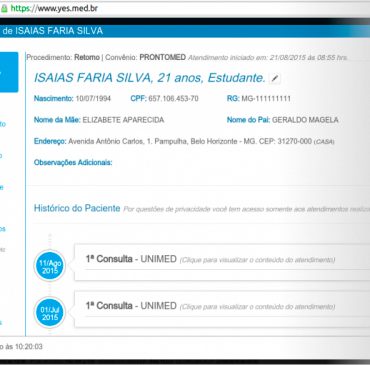 https://www.yes.med.br
de ISAIAS FARIA SILVA
Procedimento: Retorno | Convênio: PRONTOMED Atendimento iniciado em: 21/08/2015 às 08:55 hrs.
ISAIAS FARIA SILVA, 21 anos, Estudante.
Nascimento: 10/07/1994 CPF: 657.106.453-70 RG: MG-111111111
Nome da Mãe: ELIZABETE APARECIDA Nome do Pai: GERALDO MAGELA
Endereço: Avenida Antônio Carlos, 1. Pampulha, Belo Horizonte - MG. CEP: 31270-000 (CASA)
Observações Adicionais:
Histórico do Paciente Por questões de privacidade você tem acesso somente aos atendimentos realiz
11/Ago
2015
1ª Consulta - UNIMED (Clique para visualizar o conteúdo do atendimento)
01/Jul
2015
1ª Consulta - UNIMED (Clique para visualizar o conteúdo do atendimento)
o às 10:20:03